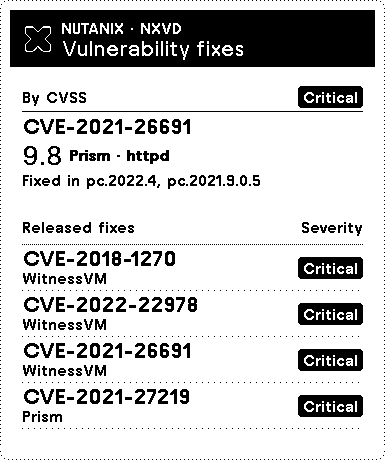 NUTANIX · NXVD
Vulnerability fixes
By CVSS Critical
CVE-2021-26691
9.8 Prism · httpd
Fixed in pc.2022.4, pc.2021.9.0.5
Released fixes Severity
CVE-2018-1270
WitnessVM
Critical
CVE-2022-22978
WitnessVM
Critical
CVE-2021-26691
WitnessVM
Critical
CVE-2021-27219
Prism
Critical